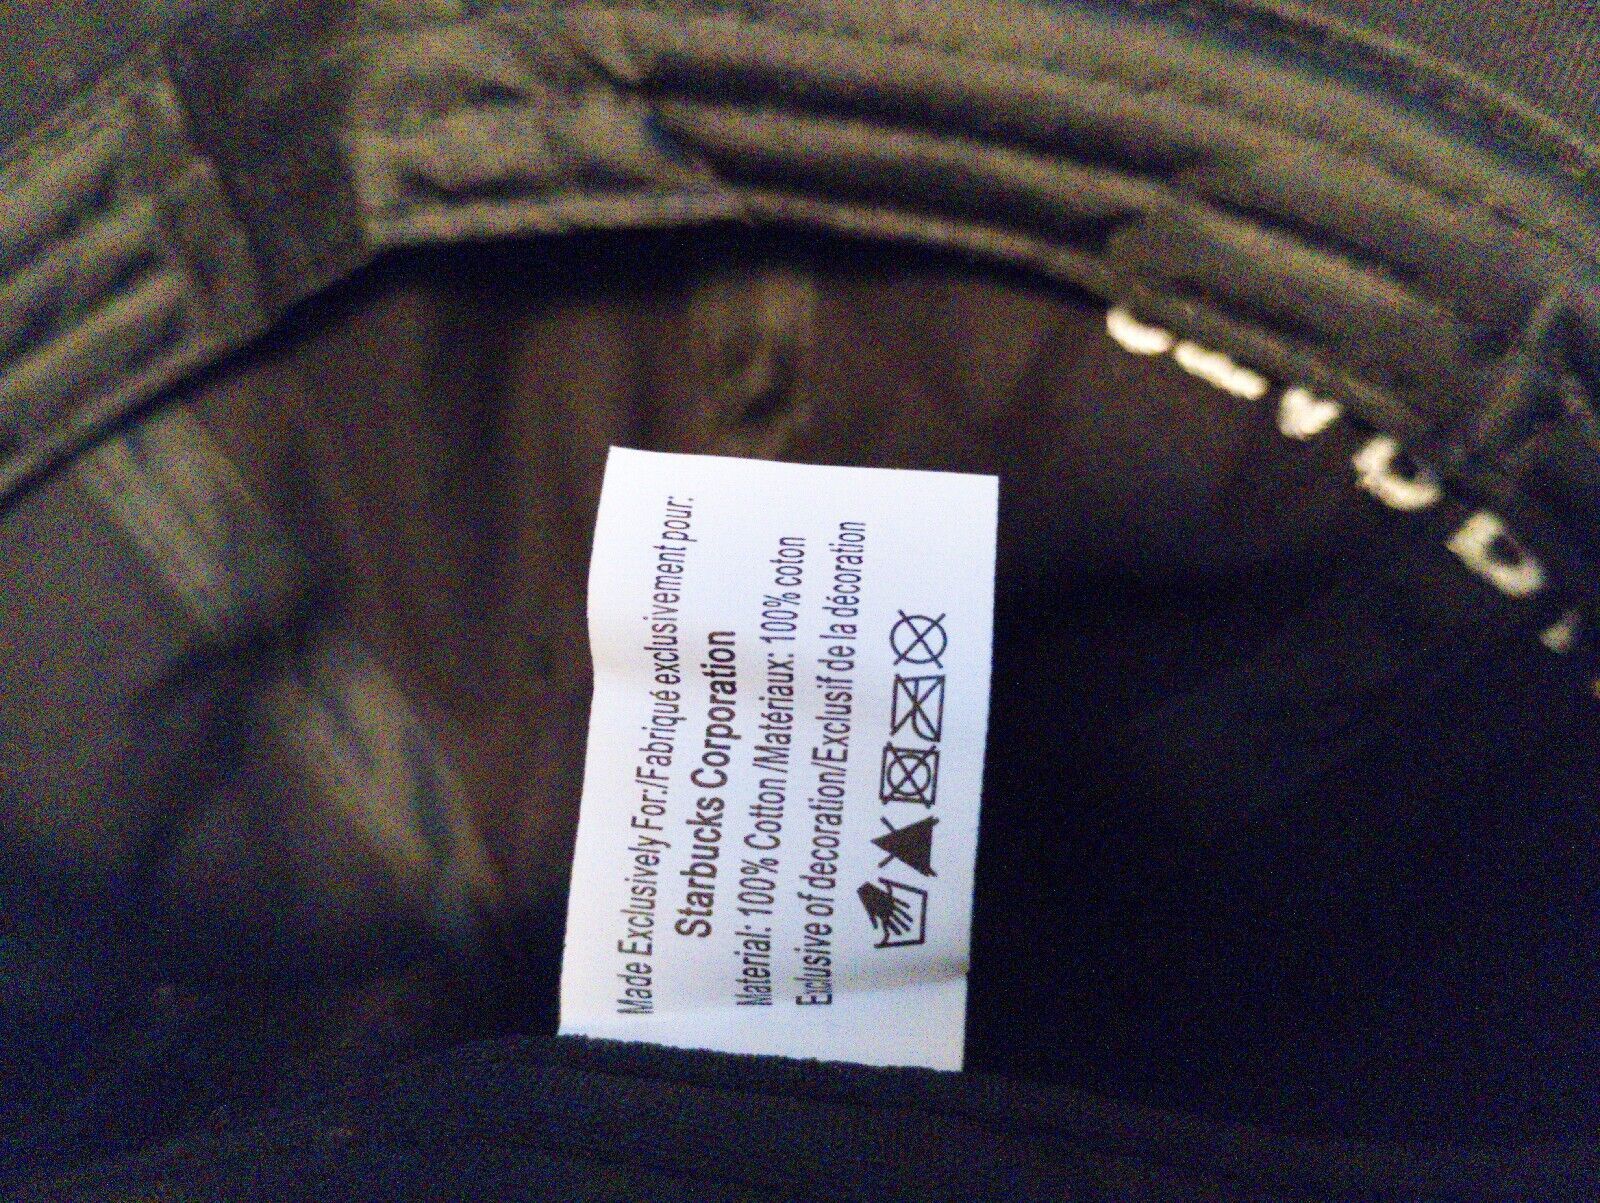 Made Exclusively For:/Fabriqué exclusivement pour:
Starbucks Corporation
Material: 100% Cotton /Matériaux: 100% coton
Exclusive of decoration/Exclusif de la décoration